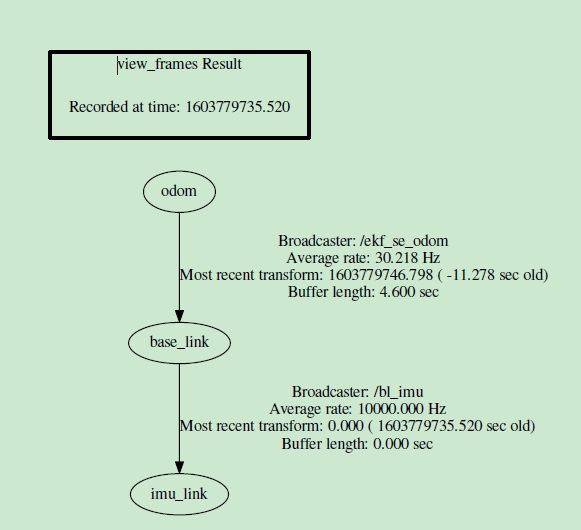 view_frames Result
Recorded at time: 1603779735.520
odom
Broadcaster: /ekf_se_odom
Average rate: 30.218 Hz
Most recent transform: 1603779746.798 ( -11.278 sec old)
Buffer length: 4.600 sec
base_link
Broadcaster: /bl_imu
Average rate: 10000.000 Hz
Most recent transform: 0.000 ( 1603779735.520 sec old)
Buffer length: 0.000 sec
imu_link